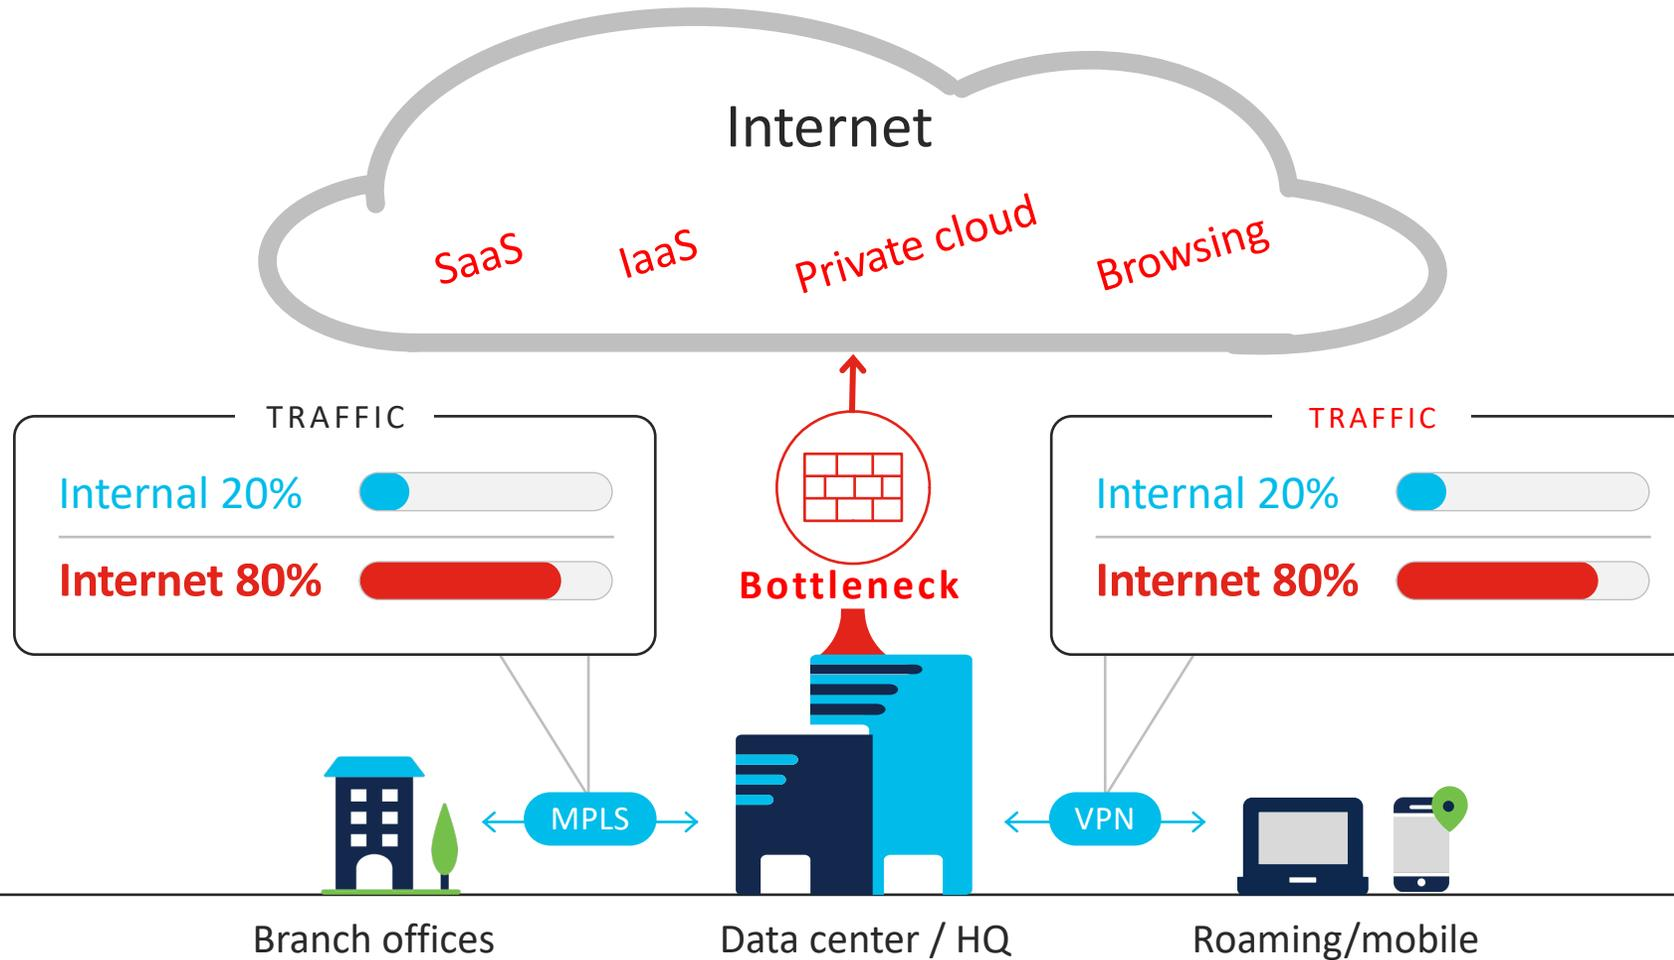 Internet
SaaS
IaaS
Private cloud
Browsing
TRAFFIC
Internal 20%
Internet 80%
Bottleneck
TRAFFIC
Internal 20%
Internet 80%
MPLS
VPN
Branch offices
Data center / HQ
Roaming/mobile